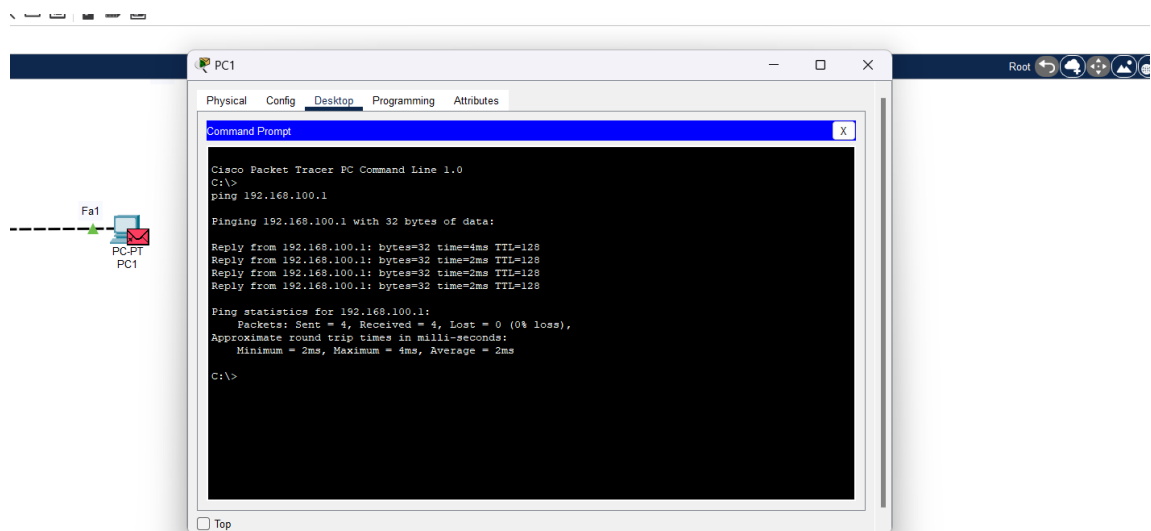 PC1
Root
Physical Config Desktop Programming Attributes
Command Prompt
X
Cisco Packet Tracer PC Command Line 1.0
C:\>
ping 192.168.100.1
Pinging 192.168.100.1 with 32 bytes of data:
Reply from 192.168.100.1: bytes=32 time=4ms TTL=128
Reply from 192.168.100.1: bytes=32 time=2ms TTL=128
Reply from 192.168.100.1: bytes=32 time=2ms TTL=128
Reply from 192.168.100.1: bytes=32 time=2ms TTL=128
Ping statistics for 192.168.100.1:
Packets: Sent = 4, Received = 4, Lost = 0 (0% loss),
Approximate round trip times in milli-seconds:
Minimum = 2ms, Maximum = 4ms, Average = 2ms
C:\>
Fa1
PC-PT
PC1
Top